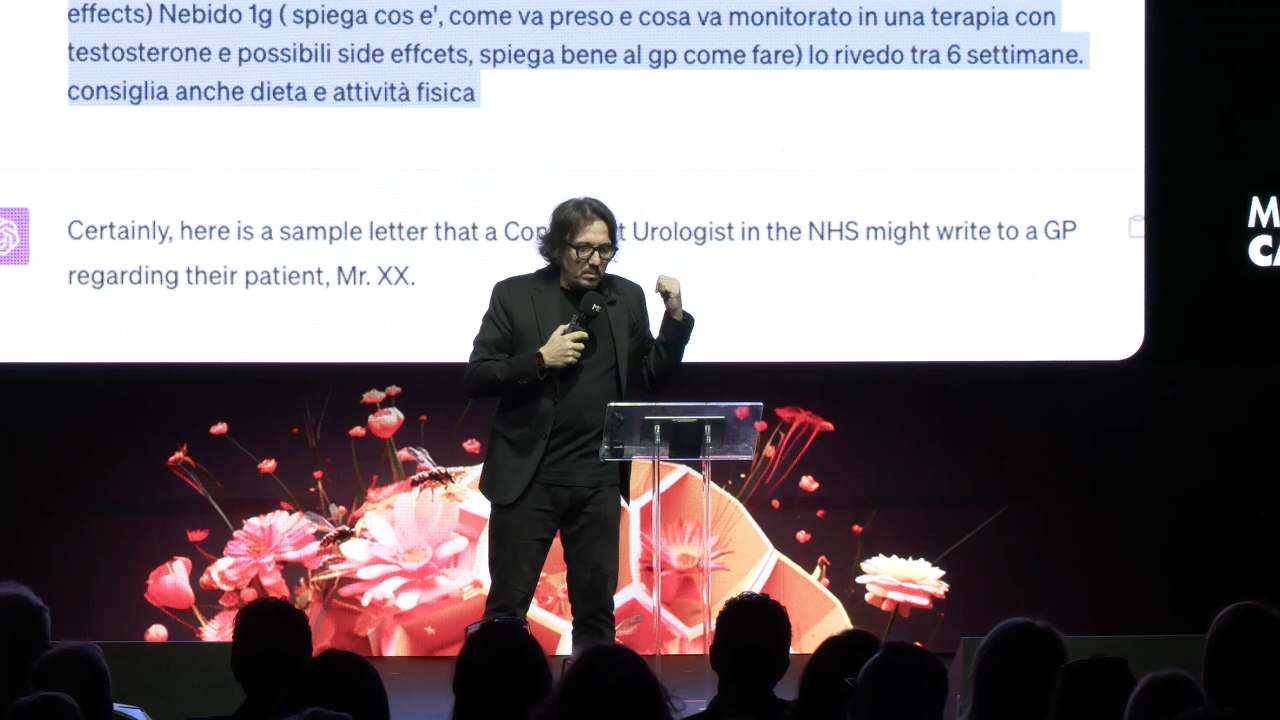 effects) Nebido 1g ( spiega cos e', come va preso e cosa va monitorato in una terapia con
testosterone e possibili side effcets, spiega bene al gp come fare) lo rivedo tra 6 settimane.
consiglia anche dieta e attività fisica
Certainly, here is a sample letter that a Con t Urologist in the NHS might write to a GP
regarding their patient, Mr. XX.
M
CA